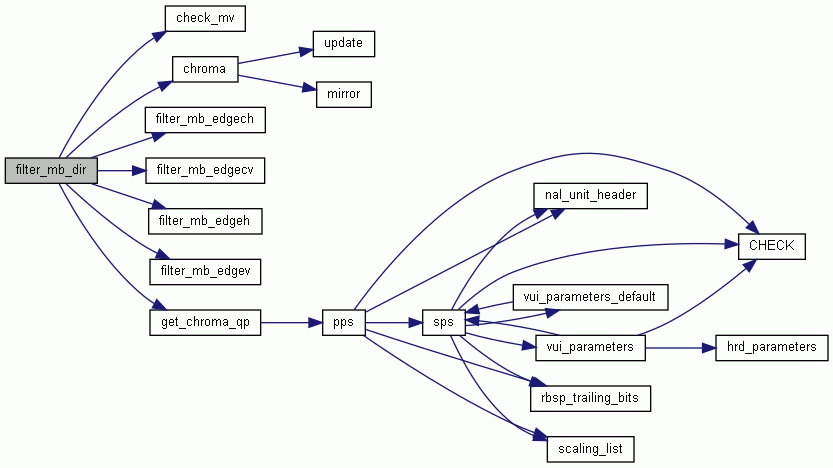 check_mv
update
chroma
mirror
filter_mb_edgech
filter_mb_dir
filter_mb_edgecv
nal_unit_header
filter_mb_edgeh
CHECK
filter_mb_edgev
vui_parameters_default
get_chroma_qp
pps
sps
vui_parameters
hrd_parameters
rbsp_trailing_bits
scaling_list